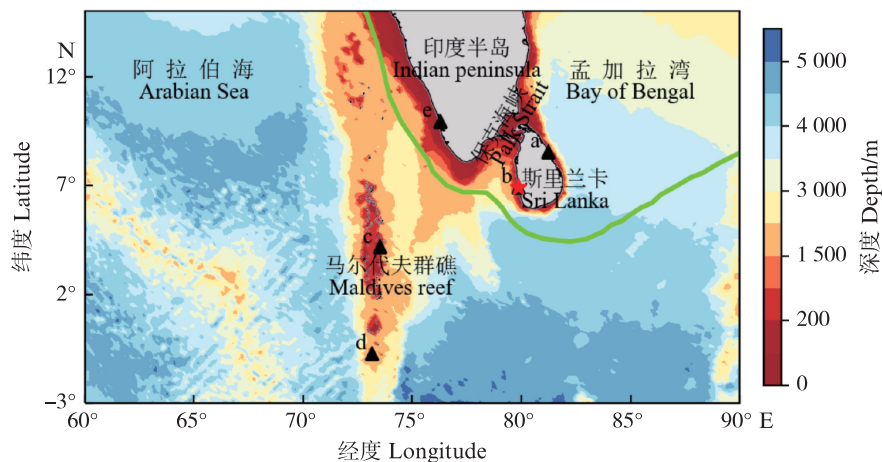 N
12°
7°
2°
−3°
纬度 Latitude
阿拉伯海
Arabian Sea
印度半岛
Indian peninsula
孟加拉湾
Bay of Bengal
保克海峡
Palk Strait
e
a
b
斯里兰卡
Sri Lanka
c
马尔代夫群礁
Maldives reef
d
60°
65°
70°
75°
80°
85°
90° E
经度 Longitude
5 000
4 000
3 000
1 500
200
0
深度 Depth/m